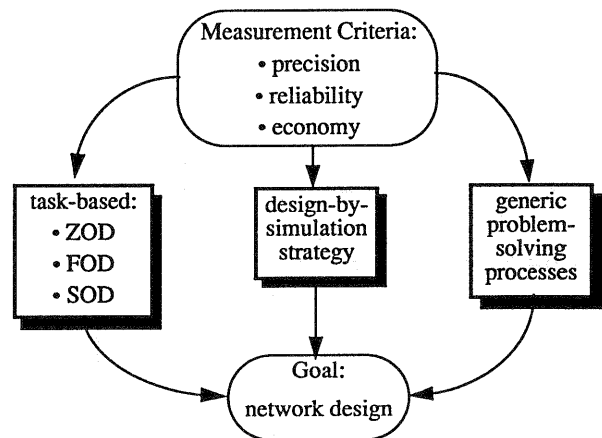 Measurement Criteria:
• precision
• reliability
• economy
task-based:
• ZOD
• FOD
• SOD
design-by-
simulation
strategy
generic
problem-
solving
processes
Goal:
network design